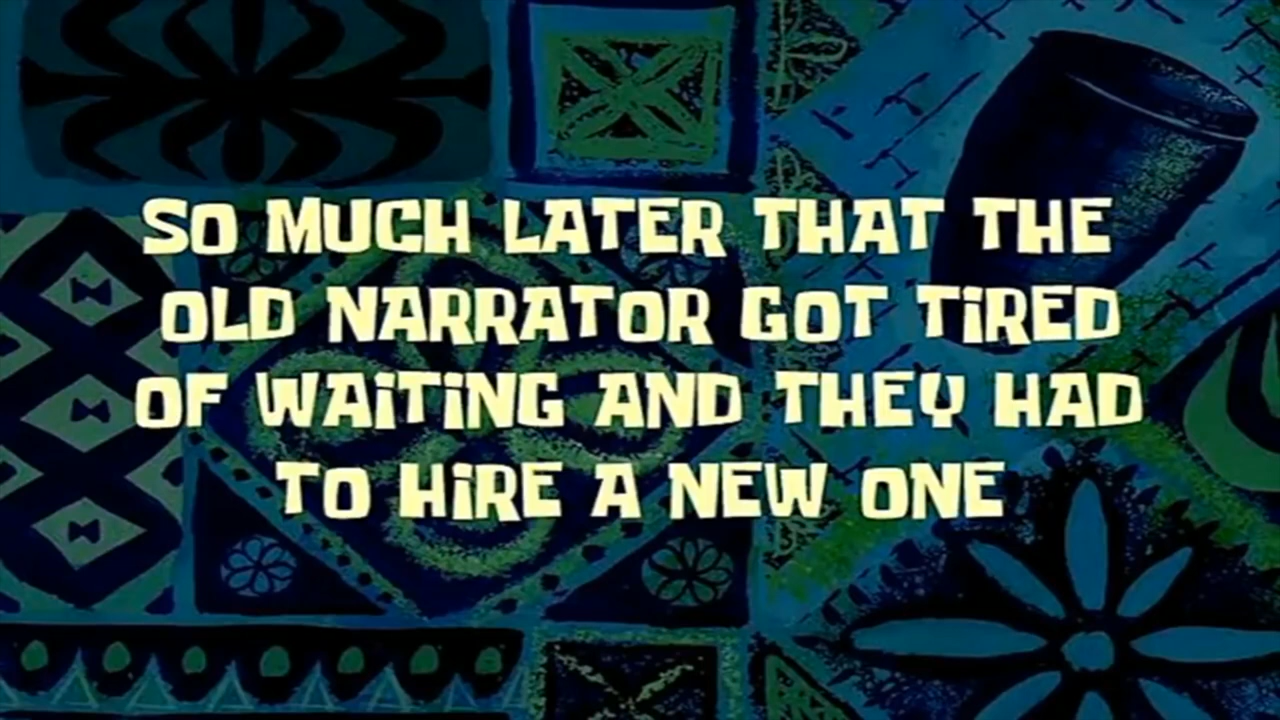 SO MUCH LATER THAT THE
OLD NARRATOR GOT TiRED
OF WAiTiNG AND THEY HAD
TO HiRE A NEW ONE